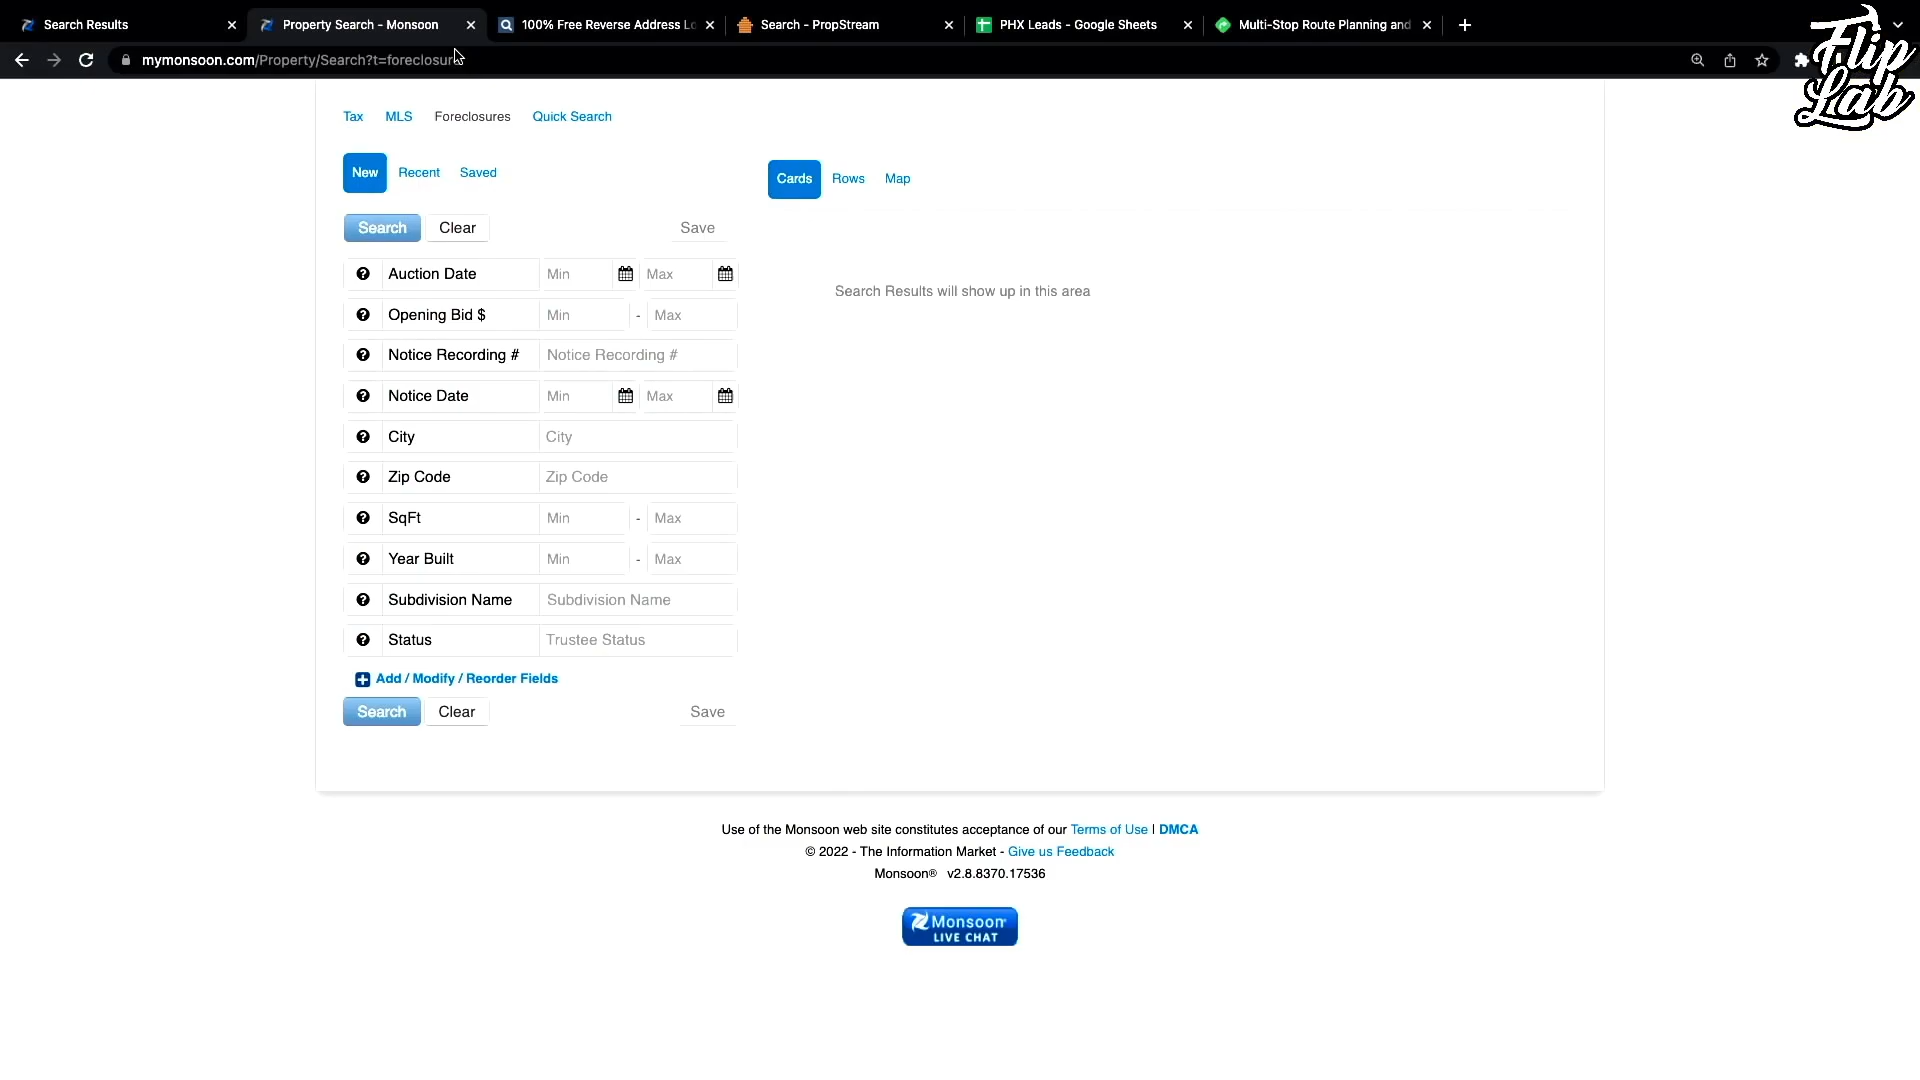 Search Results
Property Search - Monsoon
100% Free Reverse Address Lo
Search - PropStream
PHX Leads - Google Sheets
Multi-Stop Route Planning and
mymonsoon.com/Property/Search?t=foreclosur
Flip
Lab
Tax MLS Foreclosures Quick Search
New Recent Saved
Cards Rows Map
Search Clear Save
Search Results will show up in this area
Auction Date Min Max
Opening Bid $ Min - Max
Notice Recording # Notice Recording #
Notice Date Min Max
City City
Zip Code Zip Code
SqFt Min - Max
Year Built Min - Max
Subdivision Name Subdivision Name
Status Trustee Status
Add / Modify / Reorder Fields
Search Clear Save
Use of the Monsoon web site constitutes acceptance of our Terms of Use | DMCA
© 2022 - The Information Market - Give us Feedback
Monsoon® v2.8.8370.17536
Monsoon
LIVE CHAT